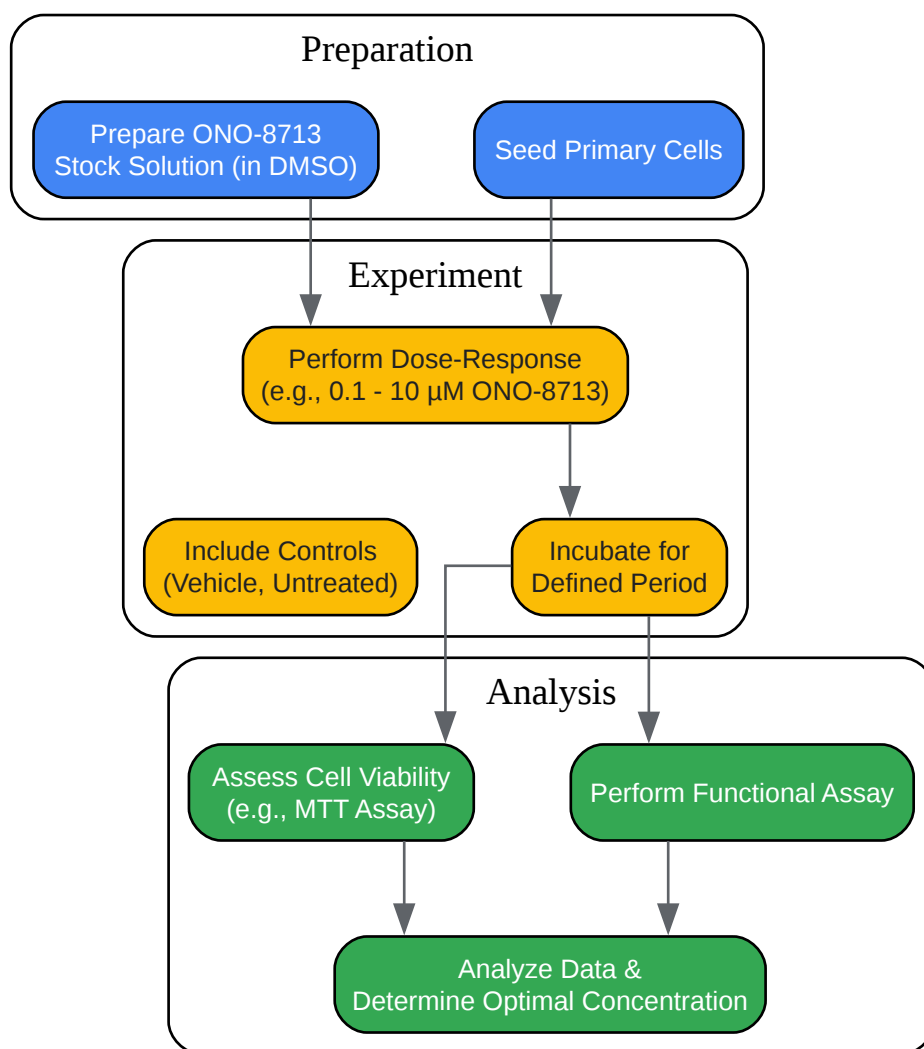 Preparation
Prepare ONO-8713
Stock Solution (in DMSO)
Seed Primary Cells
Experiment
Perform Dose-Response
(e.g., 0.1 - 10 µM ONO-8713)
Include Controls
(Vehicle, Untreated)
Incubate for
Defined Period
Analysis
Assess Cell Viability
(e.g., MTT Assay)
Perform Functional Assay
Analyze Data &
Determine Optimal Concentration